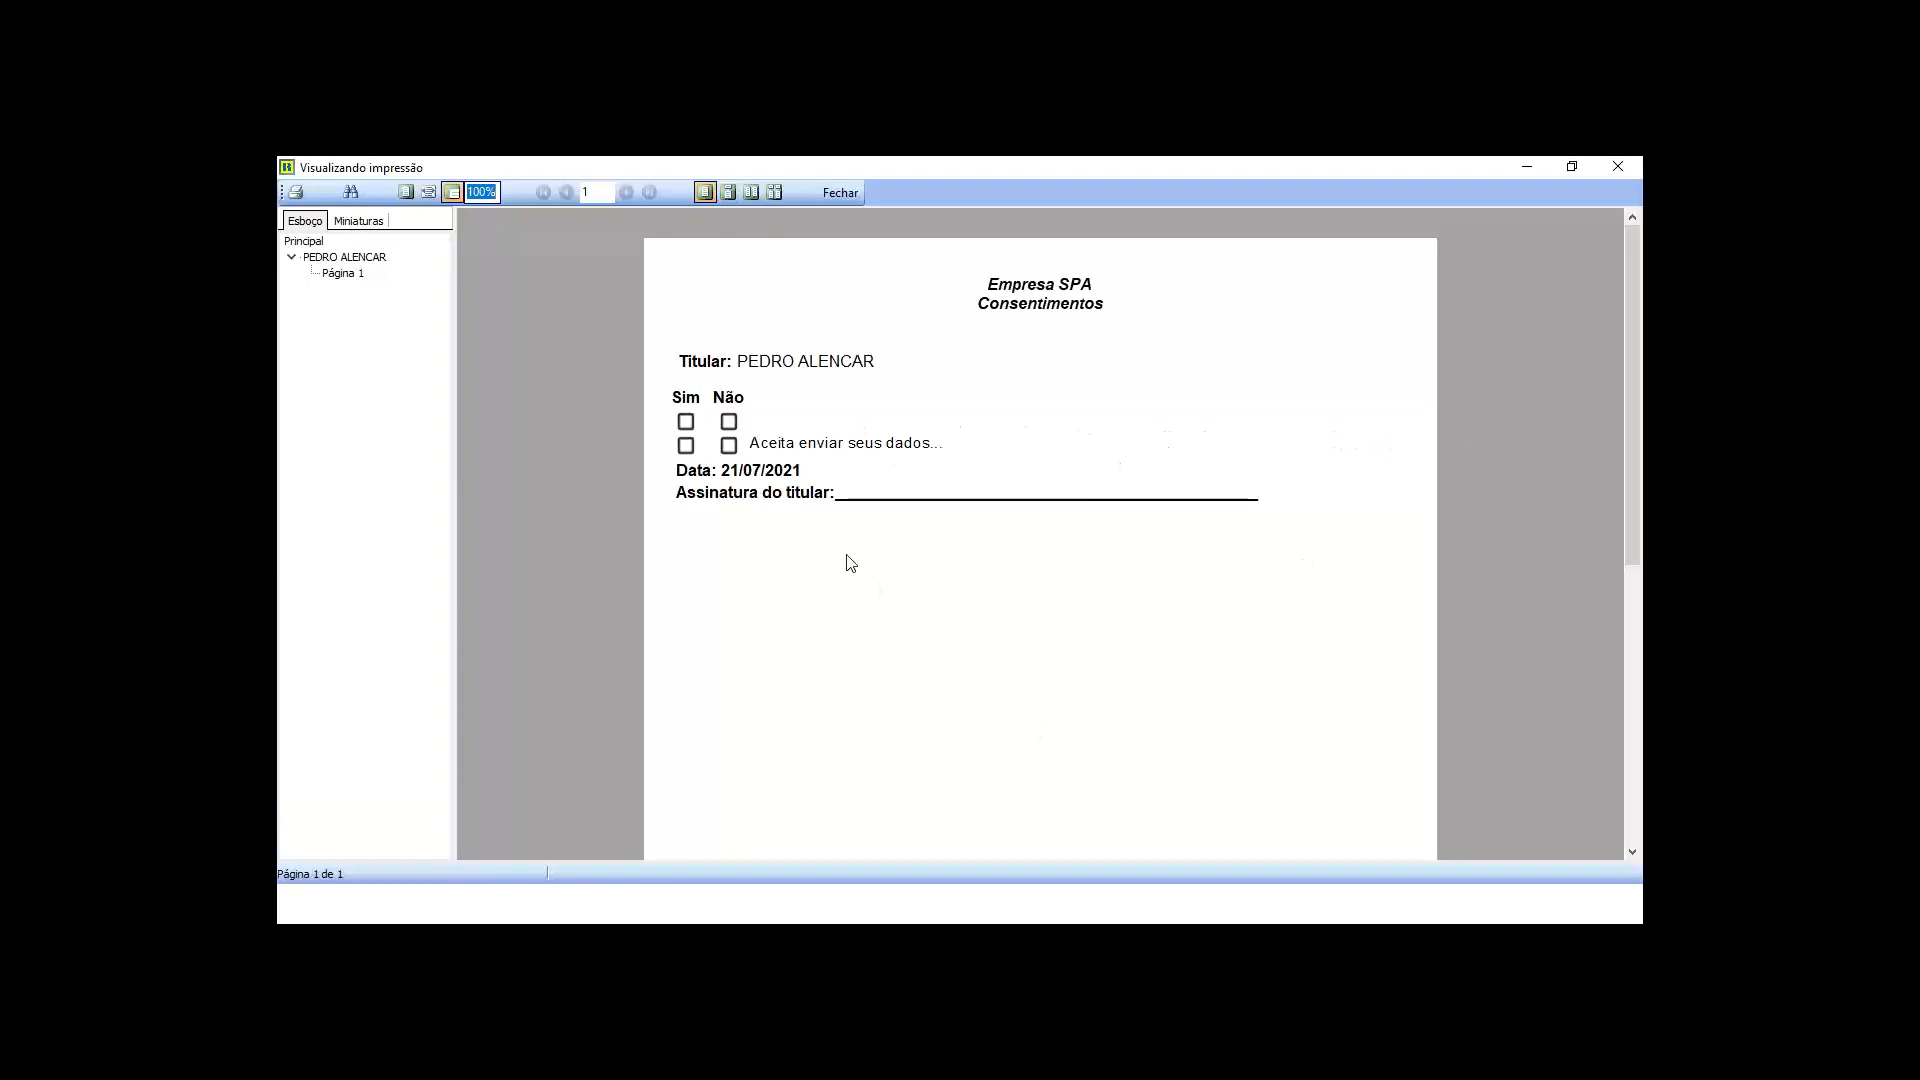 Visualizando impressão
100%
1
Fechar
Esboço Miniaturas
Principal
PEDRO ALENCAR
Página 1
Empresa SPA
Consentimentos
Titular: PEDRO ALENCAR
Sim Não
Aceita enviar seus dados...
Data: 21/07/2021
Assinatura do titular:
Página 1 de 1